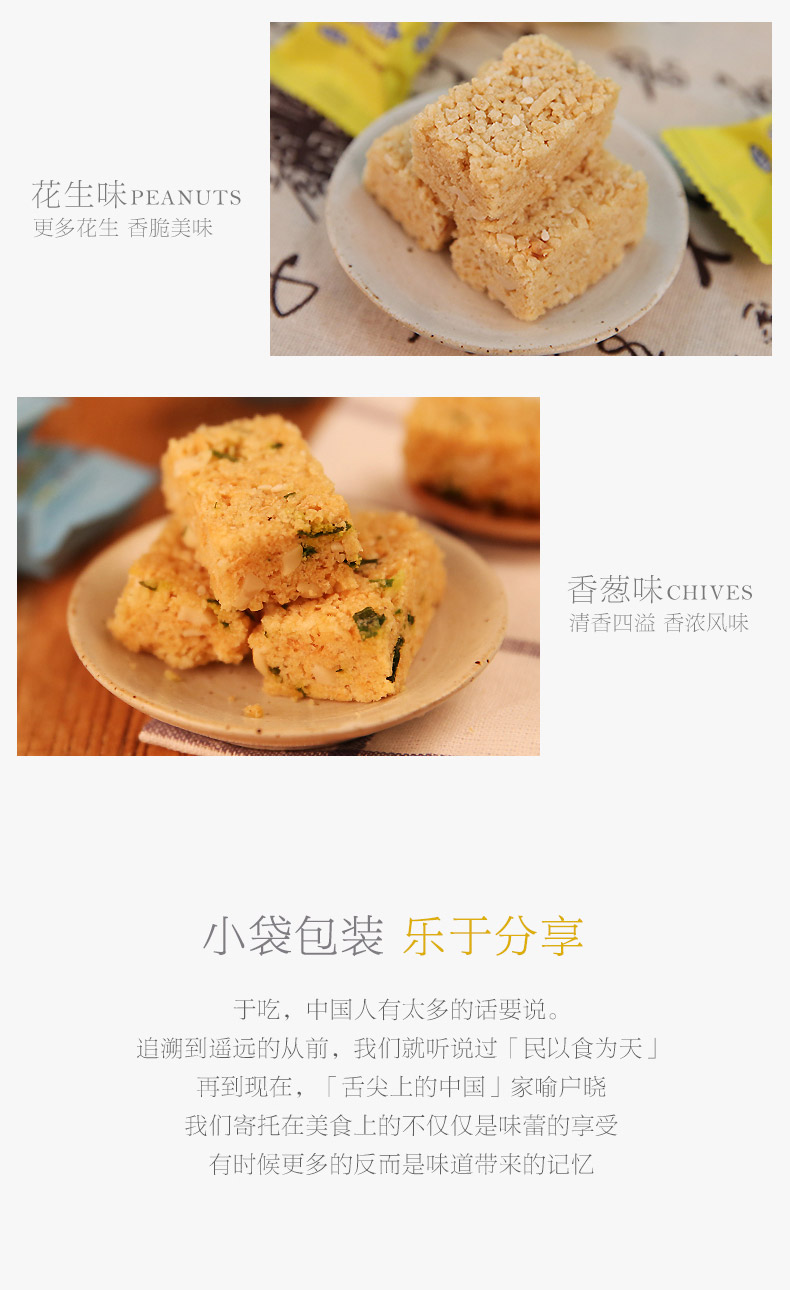 花生味PEANUTS
更多花生 香脆美味
香葱味CHIVES
清香四溢 香浓风味
小袋包装 乐于分享
于吃，中国人有太多的话要说。
追溯到遥远的从前，我们就听说过「民以食为天」
再到现在，「舌尖上的中国」家喻户晓
我们寄托在美食上的不仅仅是味蕾的享受
有时候更多的反而是味道带来的记忆